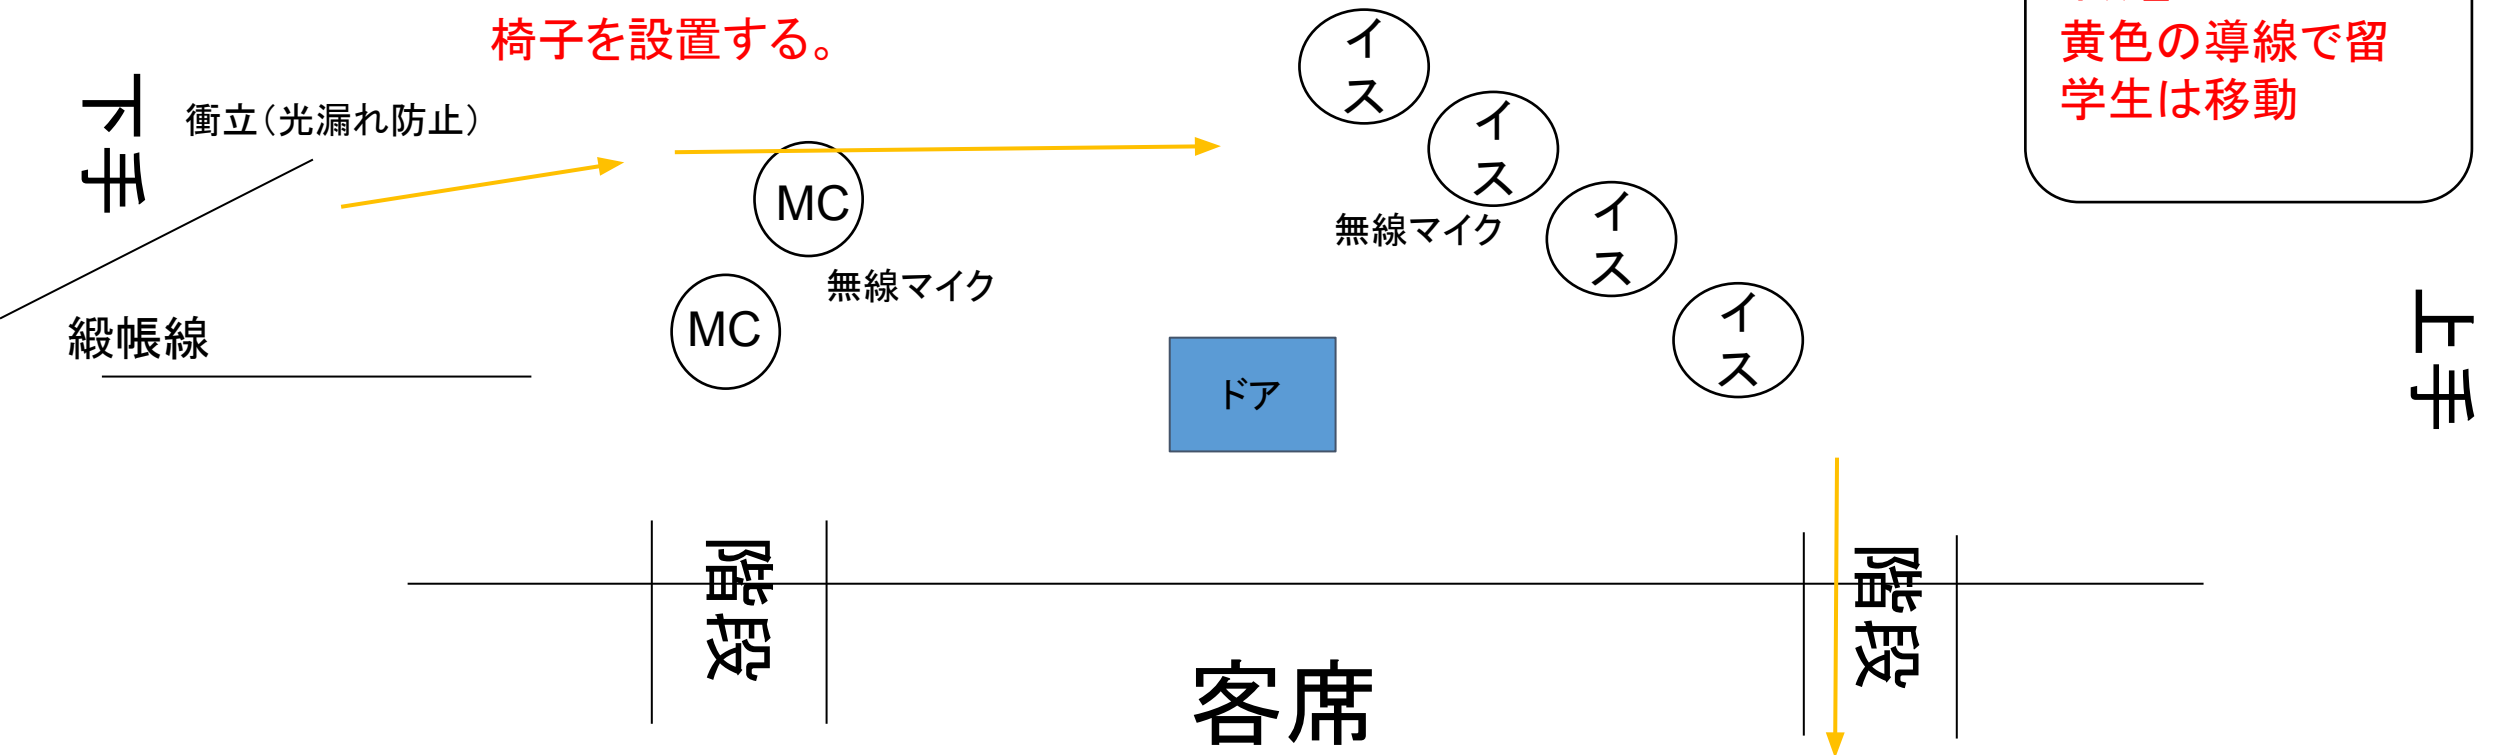 椅子を設置する。
黄色の導線で
学生は移動
下手
衝立（光漏れ防止）
イス
イス
MC
イス
無線マイク
無線マイク
イス
MC
紗帳線
上手
ドア
階段
階段
客席